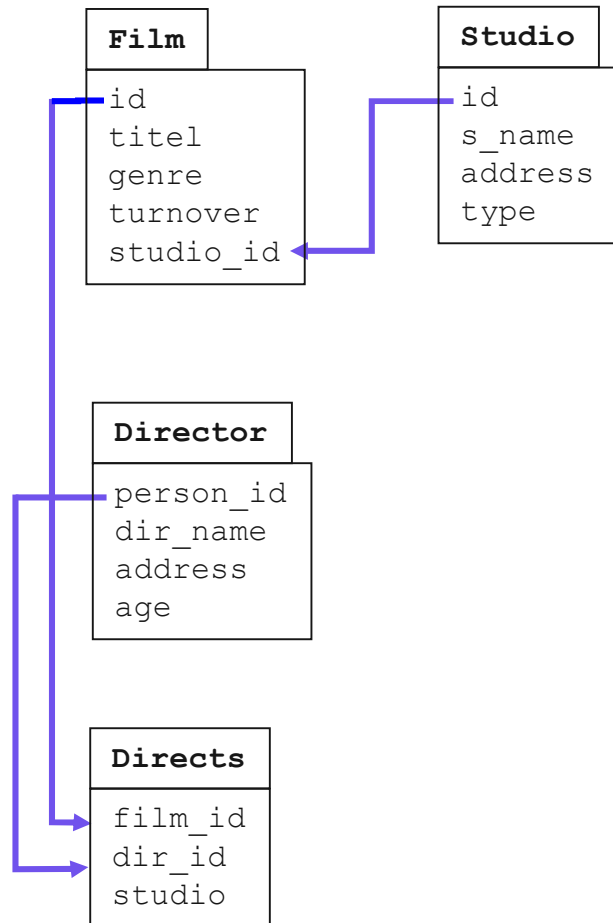 Film
id
titel
genre
turnover
studio_id
Studio
id
s_name
address
type
Director
person_id
dir_name
address
age
Directs
film_id
dir_id
studio